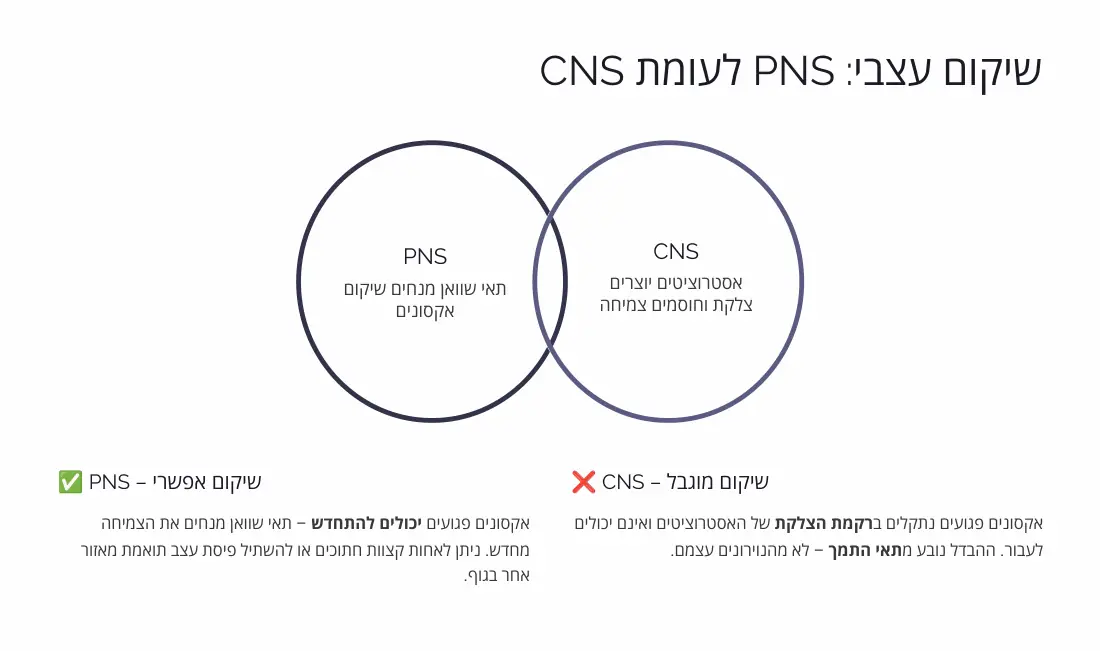 שיקום עצבי: PNS לעומת CNS
CNS
אסטרוציטים יוצרים
צלקת וחוסמים צמיחה
PNS
תאי שוואן מנחים שיקום
אקסונים
❌ CNS – שיקום מוגבל
אקסונים פגועים נתקלים ברקמת הצלקת של האסטרוציטים ואינם יכולים
לעבור. ההבדל נובע מתאי התמך – לא מהנוירונים עצמם.
✅ PNS – שיקום אפשרי
אקסונים פגועים יכולים להתחדש – תאי שוואן מנחים את הצמיחה
מחדש. ניתן לאחות קצוות חתוכים או להשתיל פיסת עצב תואמת מאזור
אחר בגוף.